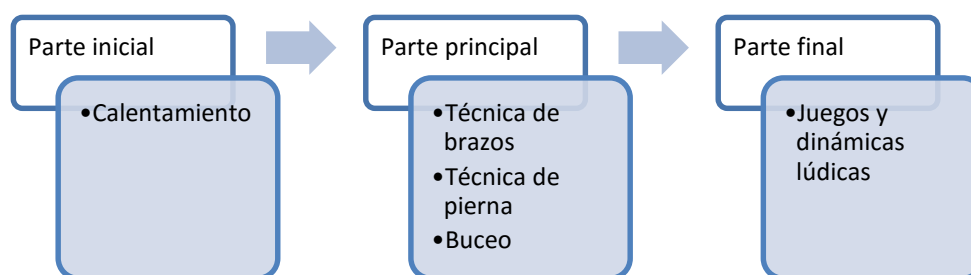 Parte inicial
•Calentamiento
Parte principal
•Técnica de
brazos
•Técnica de
pierna
•Buceo
Parte final
•Juegos y
dinámicas
lúdicas